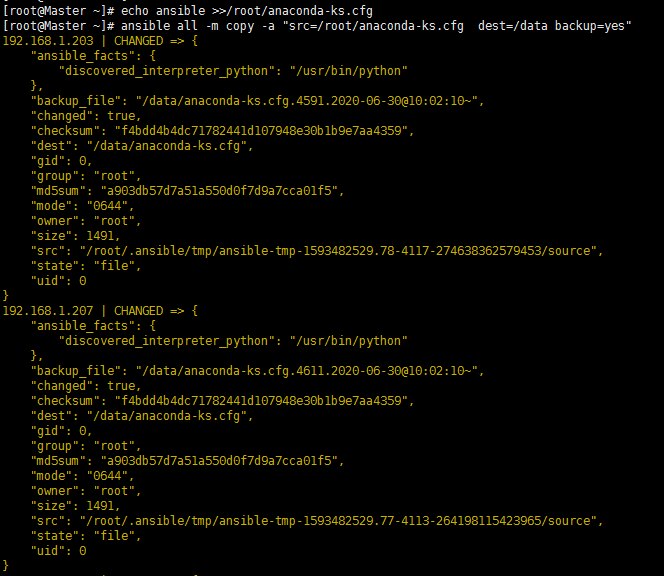 [root@Master ~]# echo ansible >>/root/anaconda-ks.cfg
[root@Master ~]# ansible all -m copy -a "src=/root/anaconda-ks.cfg  dest=/data backup=yes"
192.168.1.203 | CHANGED => {
    "ansible_facts": {
        "discovered_interpreter_python": "/usr/bin/python"
    },
    "backup_file": "/data/anaconda-ks.cfg.4591.2020-06-30@10:02:10~",
    "changed": true,
    "checksum": "f4bdd4b4dc71782441d107948e30b1b9e7aa4359",
    "dest": "/data/anaconda-ks.cfg",
    "gid": 0,
    "group": "root",
    "md5sum": "a903db57d7a51a550d0f7d9a7cca01f5",
    "mode": "0644",
    "owner": "root",
    "size": 1491,
    "src": "/root/.ansible/tmp/ansible-tmp-1593482529.78-4117-274638362579453/source",
    "state": "file",
    "uid": 0
}
192.168.1.207 | CHANGED => {
    "ansible_facts": {
        "discovered_interpreter_python": "/usr/bin/python"
    },
    "backup_file": "/data/anaconda-ks.cfg.4611.2020-06-30@10:02:10~",
    "changed": true,
    "checksum": "f4bdd4b4dc71782441d107948e30b1b9e7aa4359",
    "dest": "/data/anaconda-ks.cfg",
    "gid": 0,
    "group": "root",
    "md5sum": "a903db57d7a51a550d0f7d9a7cca01f5",
    "mode": "0644",
    "owner": "root",
    "size": 1491,
    "src": "/root/.ansible/tmp/ansible-tmp-1593482529.77-4113-264198115423965/source",
    "state": "file",
    "uid": 0
}